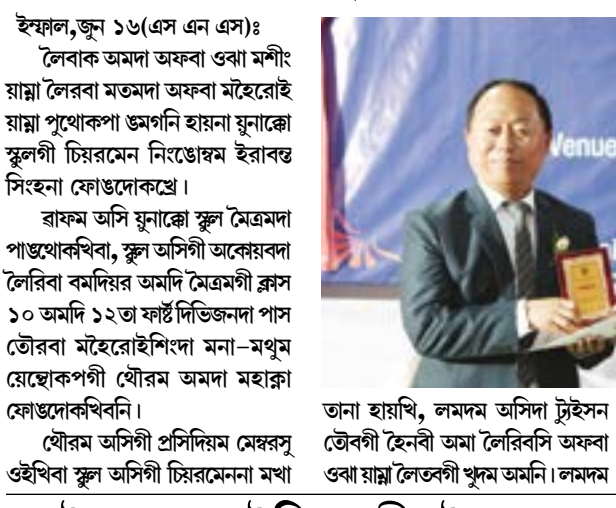 ইম্ফাল,জুন ১৬(এস এন এস)ঃ
লৈবাক অমদা অফবা ওঝা মশীং
য়াম্না লৈরবা মতমদা অফবা মহৈরোই
য়াম্না পুথোকপা ঙমগনি হায়না য়ুনাক্কো
স্কুলগী চিয়রমেন নিংঙোম্বম ইরাবন্ত
সিংহনা ফোঙদোকখ্রে।
ৱাফম অসি য়ুনাক্কো স্কুল মৈত্রমদা
পাঙথোকখিবা, স্কুল অসিগী অকোয়বদা
লৈরিবা বমদিয়র অমদি মৈত্রমগী ক্লাস
১০ অমদি ১২তা ফার্ষ্ট দিভিজনদা পাস
তৌরবা মহৈরোইশিংদা মনা-মথুম
য়েন্থোকপগী থৌরম অমদা মহাক্না
ফোঙদোকখিবনি।
থৌরম অসিগী প্রসিদিয়ম মেম্বরসু
ওইখিবা স্কুল অসিগী চিয়রমেননা মখা
Venue
তানা হায়খি, লমদম অসিদা ট্যুইসন
তৌবগী হৈনবী অমা লৈরিবসি অফবা
ওঝা য়াম্না লৈতবগী খুদম অমনি। লমদম